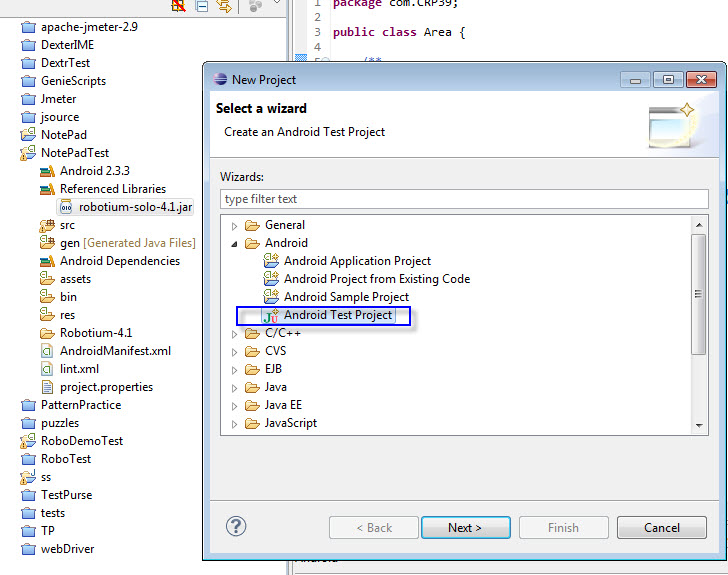 apache-jmeter-2.9
DexterIME
DextrTest
GenieScripts
Jmeter
jsource
NotePad
NotePadTest
Android 2.3.3
Referenced Libraries
robotium-solo-4.1.jar
src
gen [Generated Java Files]
Android Dependencies
assets
bin
res
Robotium-4.1
AndroidManifest.xml
lint.xml
project.properties
PatternPractice
puzzles
RoboDemoTest
RoboTest
ss
TestPurse
tests
TP
webDriver
1 package com.CRP39;
2
3 public class Area {
4
5 /**
New Project
Select a wizard
Create an Android Test Project
Wizards:
type filter text
General
Android
Android Application Project
Android Project from Existing Code
Android Sample Project
Android Test Project
C/C++
CVS
EJB
Java
Java EE
JavaScript
? < Back Next > Finish Cancel